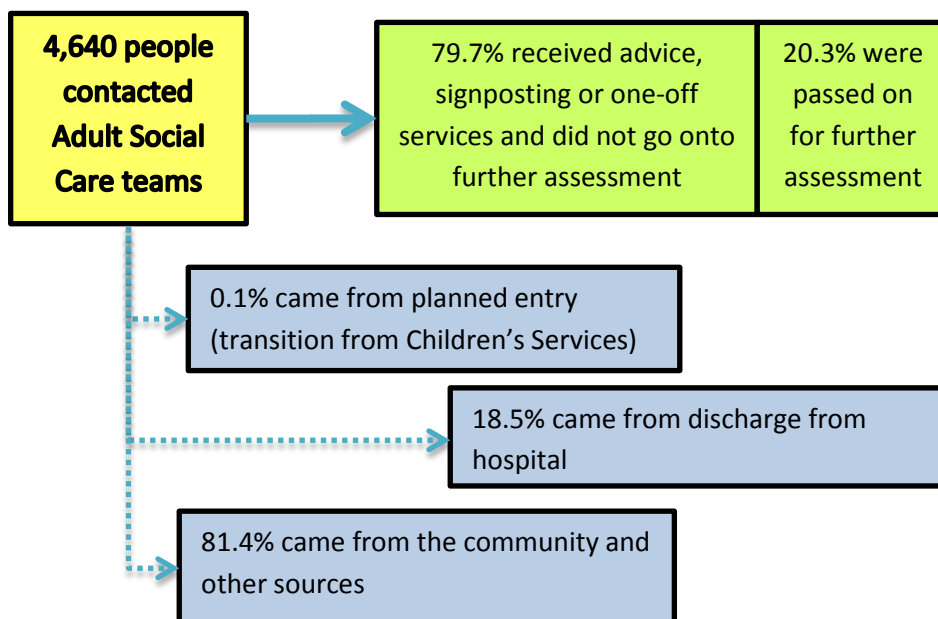 4,640 people
contacted
Adult Social
Care teams
79.7% received advice,
signposting or one-off
services and did not go onto
further assessment
20.3% were
passed on
for further
assessment
0.1% came from planned entry
(transition from Children’s Services)
18.5% came from discharge from
hospital
81.4% came from the community and
other sources